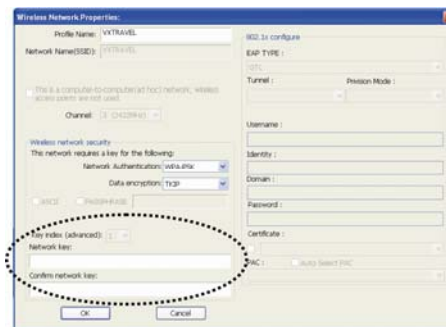 Wireless Network Properties:
Profile Name: VXTRAVEL
Network Name(SSID): VXTRAVEL
This is a computer-to-computer(ad hoc) network, wireless
access points are not used.
Channel:
Wireless network security
This network requires a key for the following:
Network Authentication: WPA-PSK
Data encryption: TKIP
ASCII PASSPHRASE
Key index (advanced): 1
Network key:
Confirm network key:
OK Cancel
802.1x configure
EAP TYPE :
GTC
Tunnel : Privision Mode :
Username :
Identity :
Domain :
Password :
Certificate :
PAC : Auto Select PAC